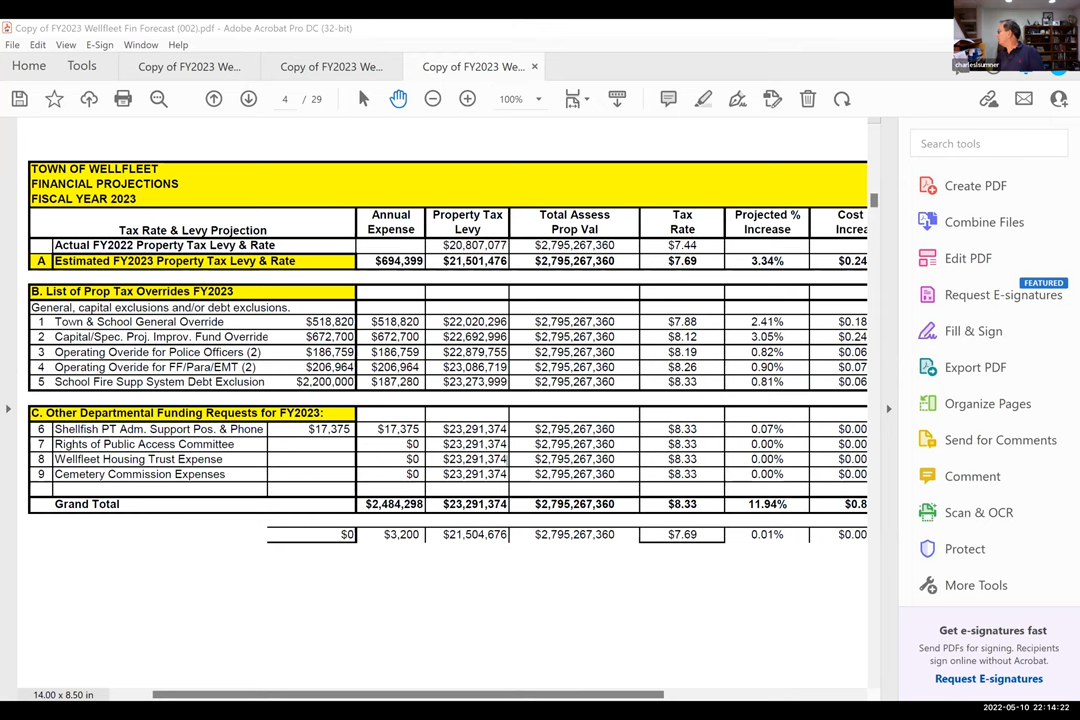 Copy of FY2023 Wellfleet Fin Forecast (002).pdf - Adobe Acrobat Pro DC (32-bit)
File Edit View E-Sign Window Help
Home Tools Copy of FY2023 We... Copy of FY2023 We... Copy of FY2023 We... ×
4 / 29 100%
charleslsumner
TOWN OF WELLFLEET
FINANCIAL PROJECTIONS
FISCAL YEAR 2023
Tax Rate & Levy Projection Annual Expense Property Tax Levy Total Assess Prop Val Tax Rate Projected % Increase Cost Increa
Actual FY2022 Property Tax Levy & Rate $20,807,077 $2,795,267,360 $7.44
A Estimated FY2023 Property Tax Levy & Rate $694,399 $21,501,476 $2,795,267,360 $7.69 3.34% $0.24
B. List of Prop Tax Overrides FY2023
General, capital exclusions and/or debt exclusions.
1 Town & School General Override $518,820 $518,820 $22,020,296 $2,795,267,360 $7.88 2.41% $0.18
2 Capital/Spec. Proj. Improv. Fund Override $672,700 $672,700 $22,692,996 $2,795,267,360 $8.12 3.05% $0.24
3 Operating Overide for Police Officers (2) $186,759 $186,759 $22,879,755 $2,795,267,360 $8.19 0.82% $0.06
4 Operating Overide for FF/Para/EMT (2) $206,964 $206,964 $23,086,719 $2,795,267,360 $8.26 0.90% $0.07
5 School Fire Supp System Debt Exclusion $2,200,000 $187,280 $23,273,999 $2,795,267,360 $8.33 0.81% $0.06
C. Other Departmental Funding Requests for FY2023:
6 Shellfish PT Adm. Support Pos. & Phone $17,375 $17,375 $23,291,374 $2,795,267,360 $8.33 0.07% $0.00
7 Rights of Public Access Committee $0 $23,291,374 $2,795,267,360 $8.33 0.00% $0.00
8 Wellfleet Housing Trust Expense $0 $23,291,374 $2,795,267,360 $8.33 0.00% $0.00
9 Cemetery Commission Expenses $0 $23,291,374 $2,795,267,360 $8.33 0.00% $0.00
Grand Total $2,484,298 $23,291,374 $2,795,267,360 $8.33 11.94% $0.8
$0 $3,200 $21,504,676 $2,795,267,360 $7.69 0.01% $0.00
14.00 x 8.50 in
Search tools
Create PDF
Combine Files
Edit PDF
FEATURED
Request E-signatures
Fill & Sign
Export PDF
Organize Pages
Send for Comments
Comment
Scan & OCR
Protect
More Tools
Get e-signatures fast
Send PDFs for signing. Recipients
sign online without Acrobat.
Request E-signatures
2022-05-10 22:14:22